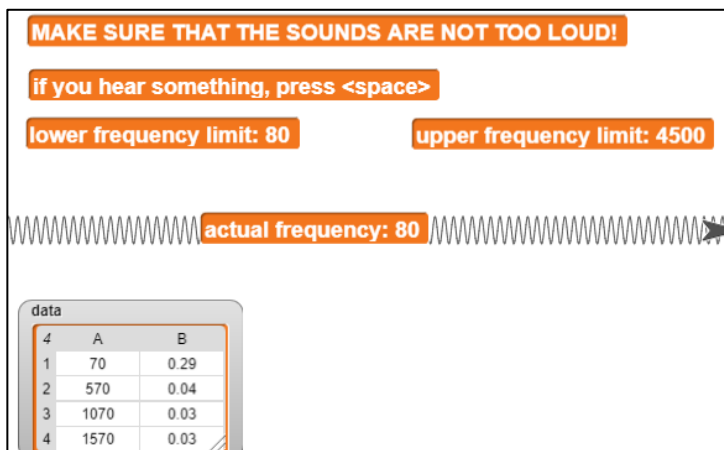 MAKE SURE THAT THE SOUNDS ARE NOT TOO LOUD!
if you hear something, press <space>
lower frequency limit: 80 upper frequency limit: 4500
actual frequency: 80
data
4 A B
1 70 0.29
2 570 0.04
3 1070 0.03
4 1570 0.03